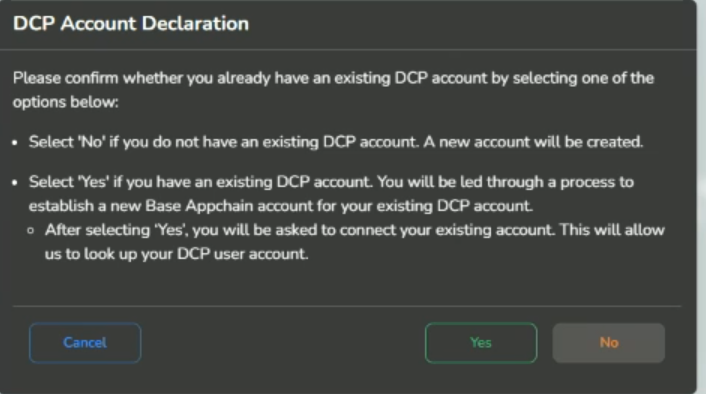 DCP Account Declaration
Please confirm whether you already have an existing DCP account by selecting one of the
options below:
• Select 'No' if you do not have an existing DCP account. A new account will be created.
• Select 'Yes' if you have an existing DCP account. You will be led through a process to
establish a new Base Appchain account for your existing DCP account.
○ After selecting ‘Yes’, you will be asked to connect your existing account. This will allow
us to look up your DCP user account.
Cancel
Yes
No